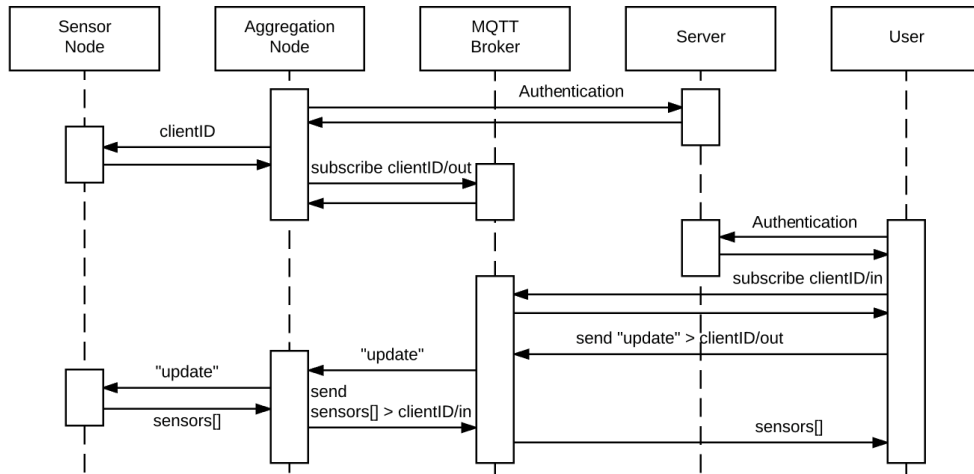 Sensor
Node
Aggregation
Node
MQTT
Broker
Server
User
Authentication
clientID
subscribe clientID/out
Authentication
subscribe clientID/in
send "update" > clientID/out
"update"
"update"
send
sensors[] > clientID/in
sensors[]
sensors[]